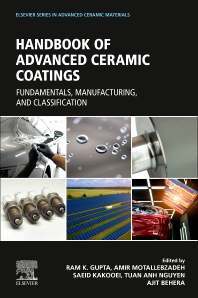 ELSEVIER SERIES IN ADVANCED CERAMIC MATERIALS
HANDBOOK OF
ADVANCED CERAMIC
COATINGS
FUNDAMENTALS, MANUFACTURING,
AND CLASSIFICATION
Edited by
RAM K. GUPTA, AMIR MOTALLEBZADEH
SAEID KAKOOEI, TUAN ANH NGUYEN
AJIT BEHERA
ELSEVIER